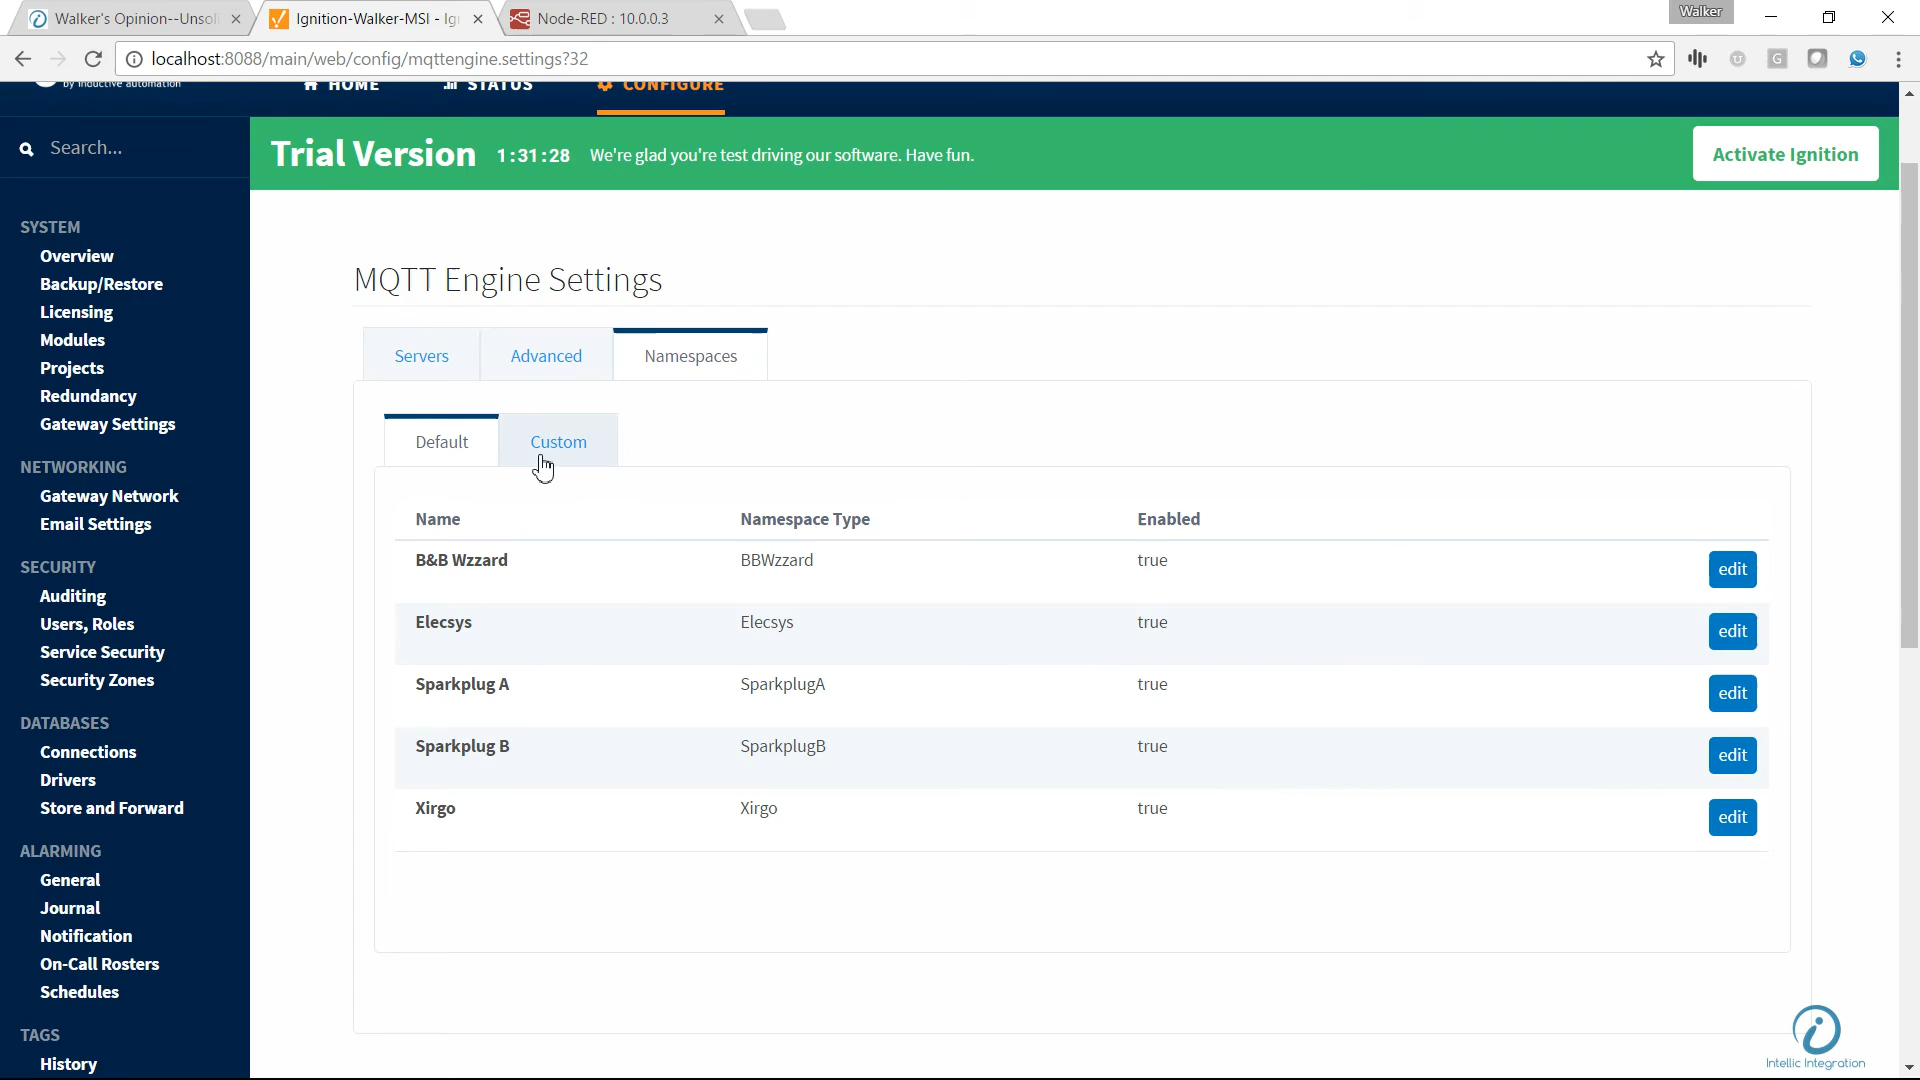 Walker's Opinion--Unsoli
Ignition-Walker-MSI - Ig
Node-RED : 10.0.0.3
Walker
localhost:8088/main/web/config/mqttengine.settings?32
by inductive automation
HOME
STATUS
CONFIGURE
Search...
Trial Version 1:31:28 We're glad you're test driving our software. Have fun.
Activate Ignition
SYSTEM
Overview
Backup/Restore
Licensing
Modules
Projects
Redundancy
Gateway Settings
NETWORKING
Gateway Network
Email Settings
SECURITY
Auditing
Users, Roles
Service Security
Security Zones
DATABASES
Connections
Drivers
Store and Forward
ALARMING
General
Journal
Notification
On-Call Rosters
Schedules
TAGS
History
MQTT Engine Settings
Servers Advanced Namespaces
Default Custom
Name Namespace Type Enabled
B&B Wzzard BBWzzard true edit
Elecsys Elecsys true edit
Sparkplug A SparkplugA true edit
Sparkplug B SparkplugB true edit
Xirgo Xirgo true edit
Intellic Integration